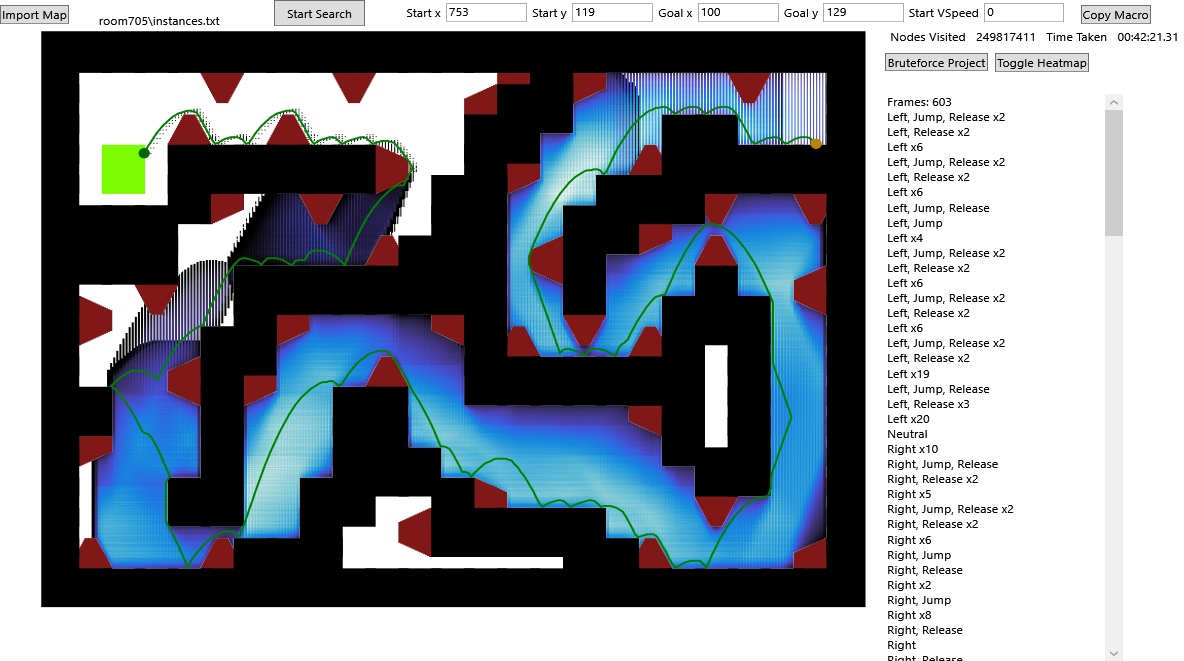 Import Map
room705\instances.txt
Start Search
Start x 753 Start y 119 Goal x 100 Goal y 129 Start VSpeed 0
Copy Macro
Nodes Visited 249817411 Time Taken 00:42:21.31
Bruteforce Project Toggle Heatmap
Frames: 603
Left, Jump, Release x2
Left, Release x2
Left x6
Left, Jump, Release x2
Left, Release x2
Left x6
Left, Jump, Release
Left, Jump
Left x4
Left, Jump, Release x2
Left, Release x2
Left x6
Left, Jump, Release x2
Left, Release x2
Left x6
Left, Jump, Release x2
Left, Release x2
Left x19
Left, Jump, Release
Left, Release x3
Left x20
Neutral
Right x10
Right, Jump, Release
Right, Release x2
Right x5
Right, Jump, Release x2
Right, Release x2
Right x6
Right, Jump
Right, Release
Right x2
Right, Jump
Right x8
Right, Release
Right
Right, Release